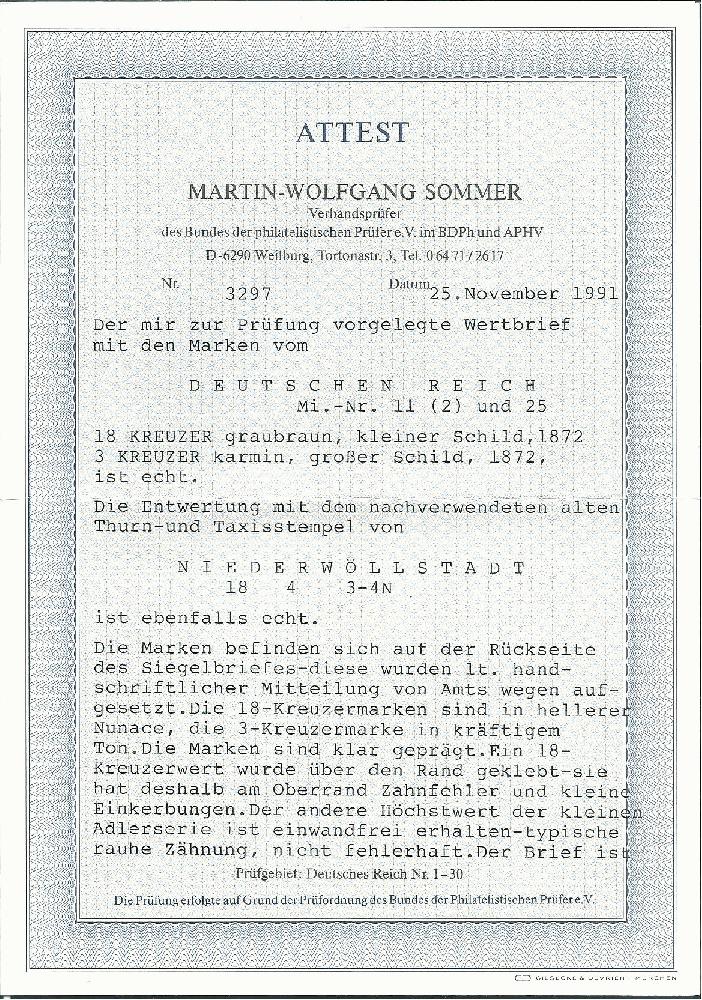 ATTEST
MARTIN-WOLFGANG SOMMER
Verbandsprüfer
des Bundes der philatelistischen Prüfer e.V. im BDPh und APHV
D-6290 Weilburg, Tortonastr. 3, Tel. 0 64 71 / 26 17
Nr. 3297 Datum 25.November 1991
Der mir zur Prüfung vorgelegte Wertbrief
mit den Marken vom
D E U T S C H E N R E I C H
Mi.-Nr. 11 (2) und 25
18 KREUZER graubraun, kleiner Schild,1872
3 KREUZER karmin, großer Schild, 1872,
ist echt.
Die Entwertung mit dem nachverwendeten alten
Thurn-und Taxisstempel von
N I E D E R W Ö L L S T A D T
18 4 3-4N
ist ebenfalls echt.
Die Marken befinden sich auf der Rückseite
des Siegelbriefes-diese wurden lt. hand-
schriftlicher Mitteilung von Amts wegen auf-
gesetzt.Die 18-Kreuzermarken sind in hellerer
Nunace, die 3-Kreuzermarke in kräftigem
Ton.Die Marken sind klar geprägt.Ein 18-
Kreuzerwert wurde über den Rand geklebt-sie
hat deshalb am Oberrand Zahnfehler und kleine
Einkerbungen.Der andere Höchstwert der kleinen
Adlerserie ist einwandfrei erhalten-typische
rauhe Zähnung, nicht fehlerhaft.Der Brief ist
Prüfgebiet: Deutsches Reich Nr. 1-30
Die Prüfung erfolgte auf Grund der Prüfordnung des Bundes der Philatelistischen Prüfer e.V.
GIESECKE & DEVRIENT · MÜNCHEN